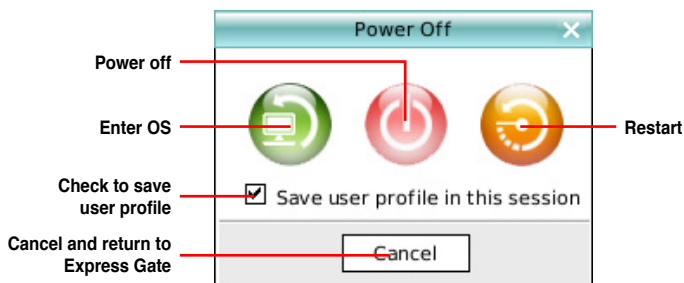 Power Off
Power off
Enter OS
Restart
Check to save
user profile
Save user profile in this session
Cancel and return to
Express Gate
Cancel